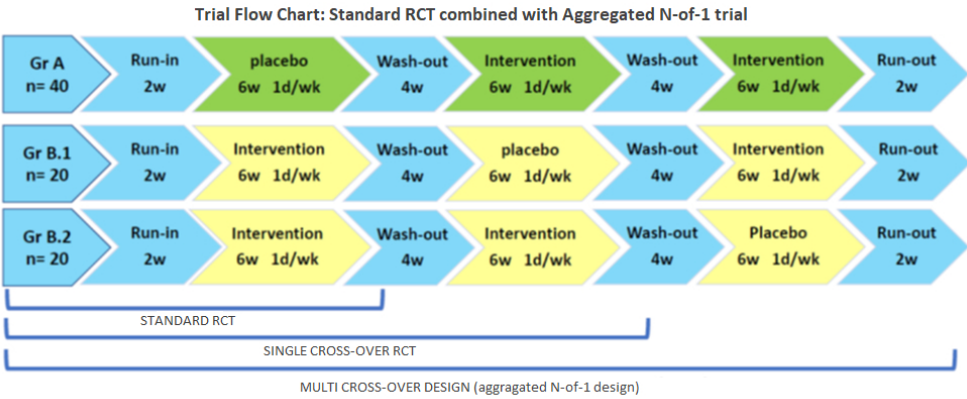 Trial Flow Chart: Standard RCT combined with Aggregated N-of-1 trial
Gr A
n= 40
Run-in
2w
placebo
6w 1d/wk
Wash-out
4w
Intervention
6w 1d/wk
Wash-out
4w
Intervention
6w 1d/wk
Run-out
2w
Gr B.1
n= 20
Run-in
2w
Intervention
6w 1d/wk
Wash-out
4w
placebo
6w 1d/wk
Wash-out
4w
Intervention
6w 1d/wk
Run-out
2w
Gr B.2
n= 20
Run-in
2w
Intervention
6w 1d/wk
Wash-out
4w
Intervention
6w 1d/wk
Wash-out
4w
Placebo
6w 1d/wk
Run-out
2w
STANDARD RCT
SINGLE CROSS-OVER RCT
MULTI CROSS-OVER DESIGN (aggragated N-of-1 design)